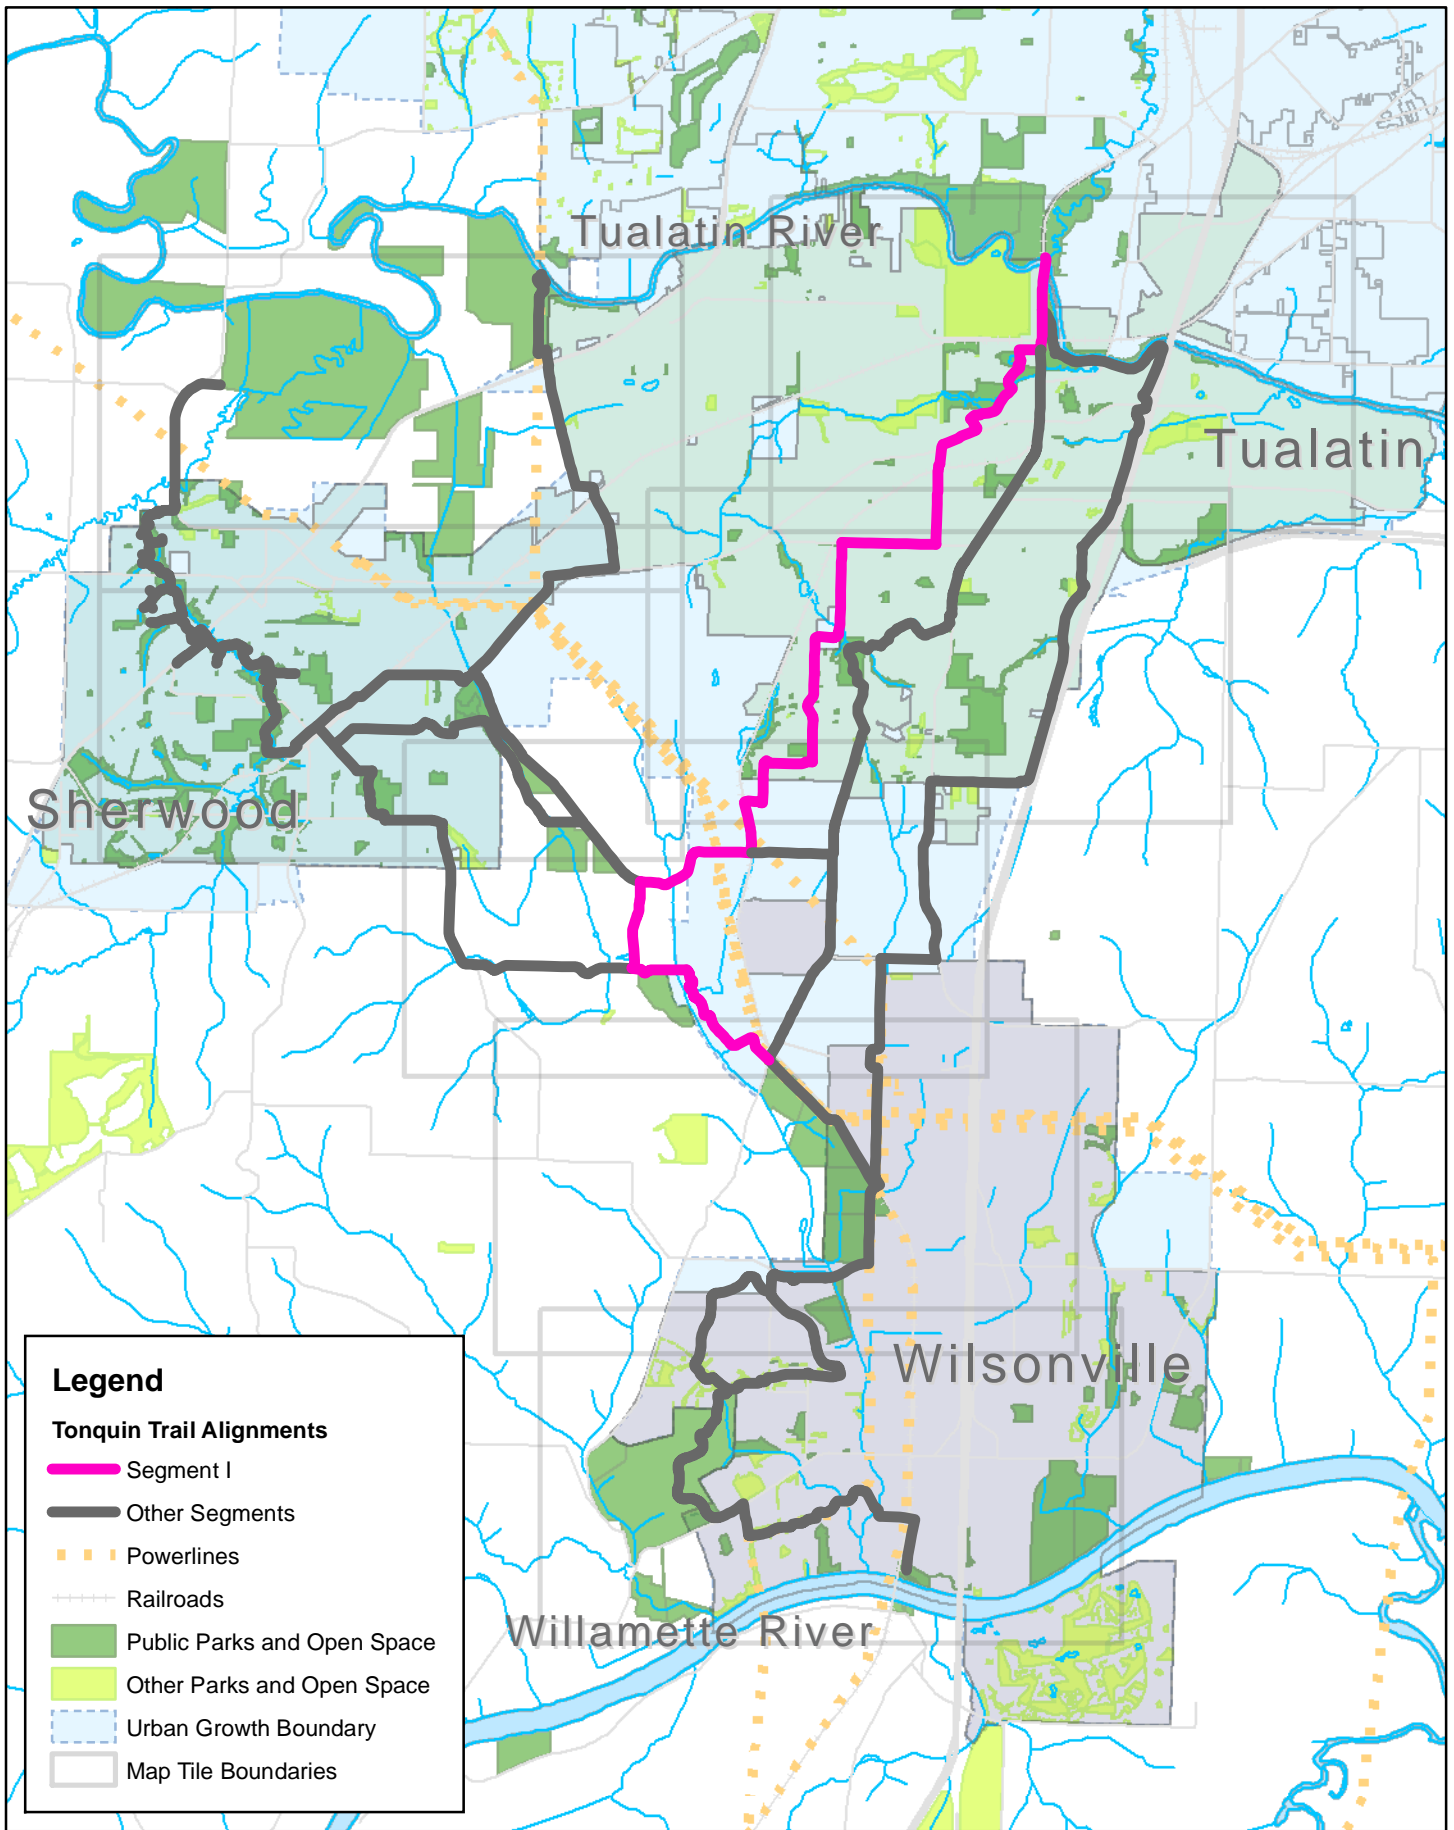 Tualatin River
Tualatin
Sherwood
Wilsonville
Willamette River
Legend
Tonquin Trail Alignments
Segment I
Other Segments
Powerlines
Railroads
Public Parks and Open Space
Other Parks and Open Space
Urban Growth Boundary
Map Tile Boundaries